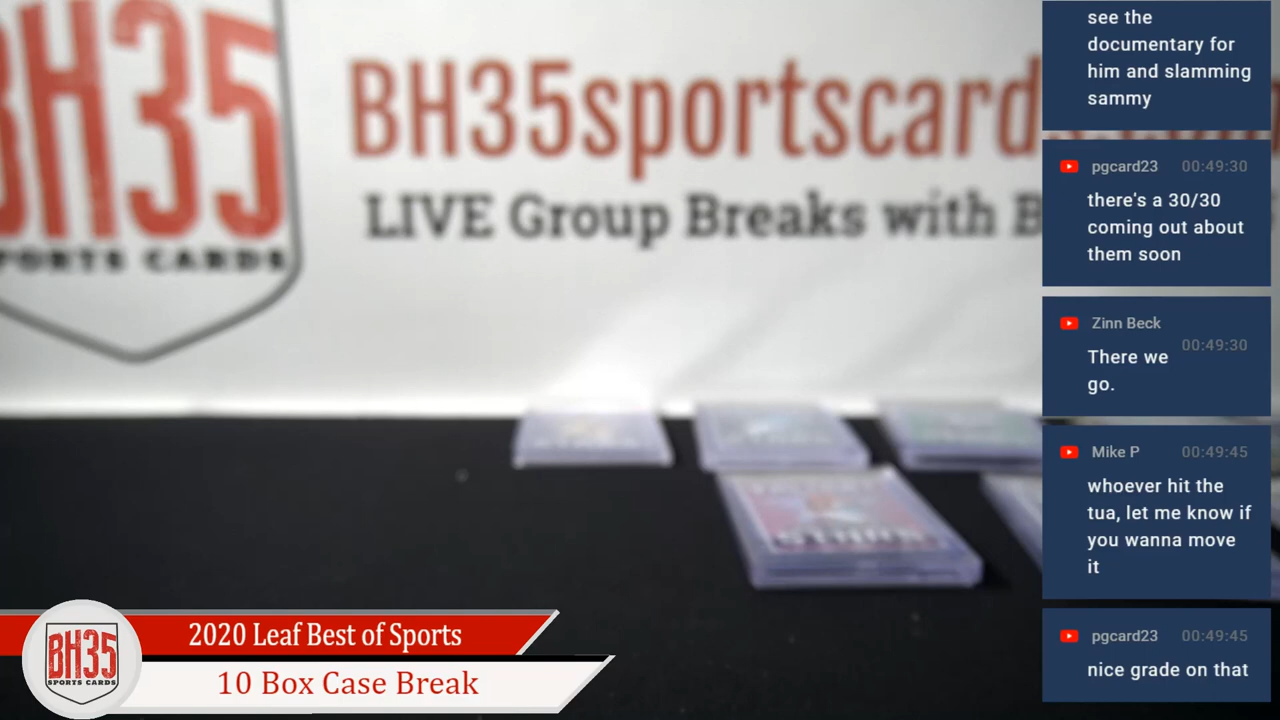 BH35
SPORTS CARDS
BH35sportscard
LIVE Group Breaks with B
see the
documentary for
him and slamming
sammy
pgcard23 00:49:30
there's a 30/30
coming out about
them soon
Zinn Beck
00:49:30
There we
go.
Mike P 00:49:45
whoever hit the
tua, let me know if
you wanna move
it
pgcard23 00:49:45
nice grade on that
2020 Leaf Best of Sports
10 Box Case Break
BH35
SPORTS CARDS